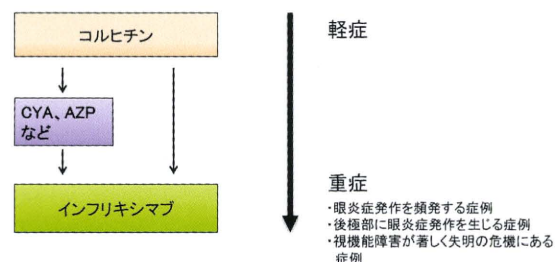 コルヒチン
CYA、AZP
など
インフリキシマブ
軽症
重症
・眼炎症発作を頻発する症例
・後極部に眼炎症発作を生じる症例
・視機能障害が著しく失明の危機にある
症例